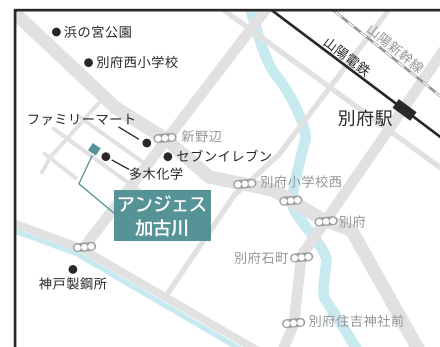 浜の宮公園
別府西小学校
山陽新幹線
山陽電鉄
別府駅
ファミリーマート
新野辺
セブンイレブン
多木化学
別府小学校西
アンジェス
加古川
別府
別府石町
神戸製鋼所
別府住吉神社前